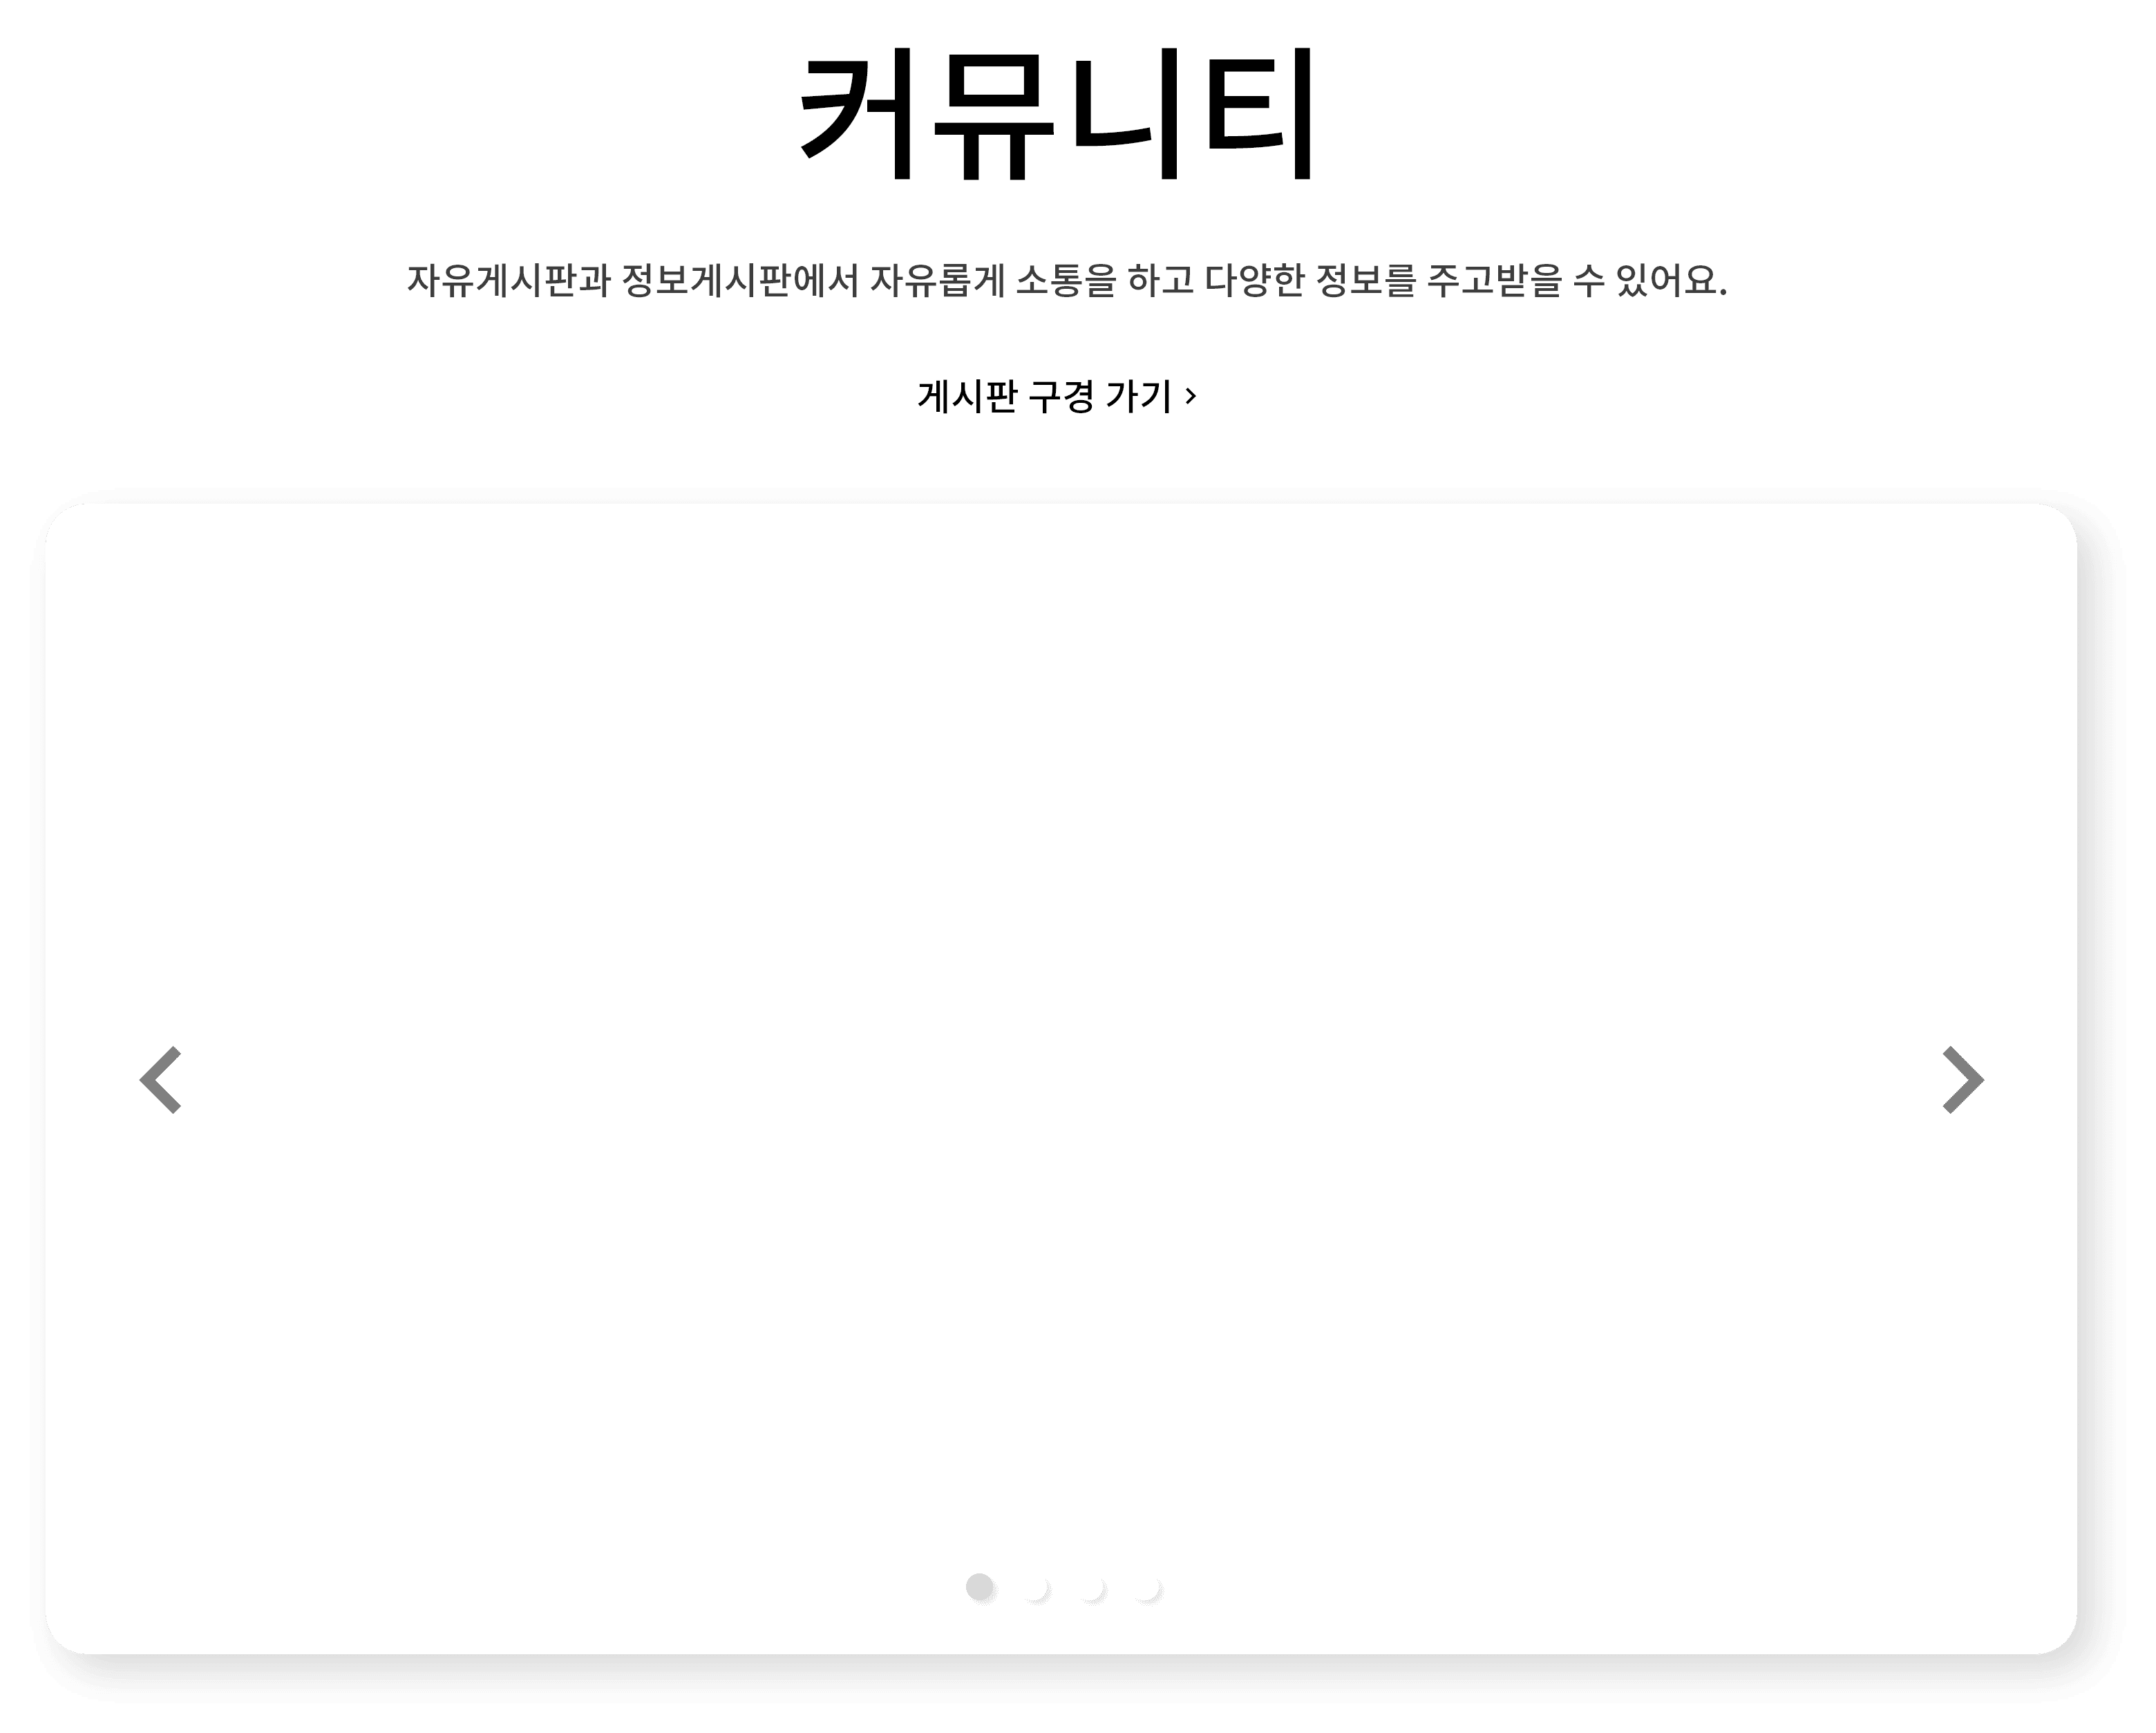 커뮤니티
자유게시판과 정보게시판에서 자유롭게 소통을 하고 다양한 정보를 주고받을 수 있어요.
게시판 구경 가기 >